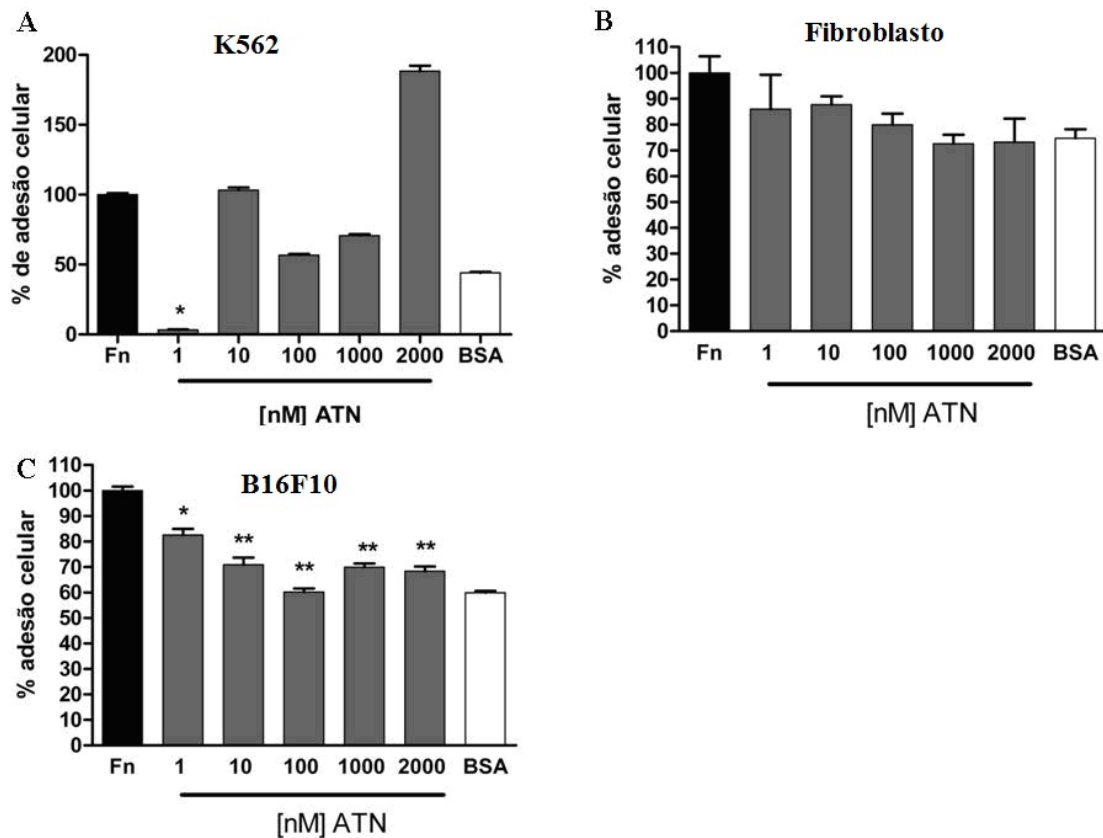 A
K562
% de adesão celular
200
150
100
50
0
*
Fn 1 10 100 1000 2000 BSA
[nM] ATN
B
Fibroblasto
% adesão celular
110
100
90
80
70
60
50
40
30
20
10
0
Fn 1 10 100 1000 2000 BSA
[nM] ATN
C
B16F10
% adesão celular
110
100
90
80
70
60
50
40
30
20
10
0
* ** ** ** **
Fn 1 10 100 1000 2000 BSA
[nM] ATN